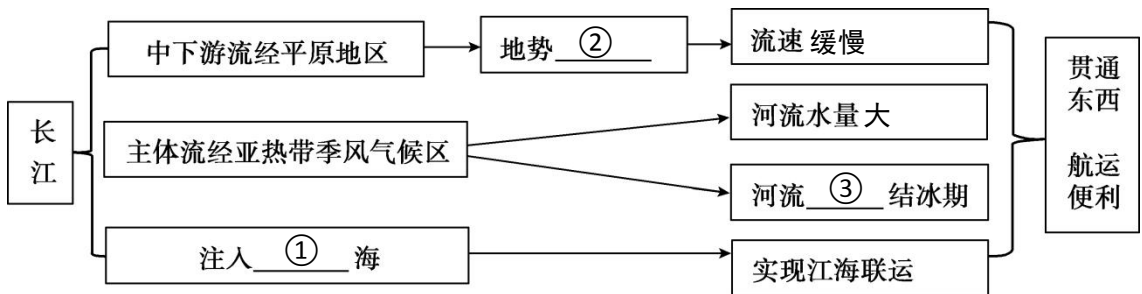 长江
中下游流经平原地区
地势②
流速缓慢
主体流经亚热带季风气候区
河流水量大
河流③结冰期
注入①海
实现江海联运
贯通
东西
航运
便利